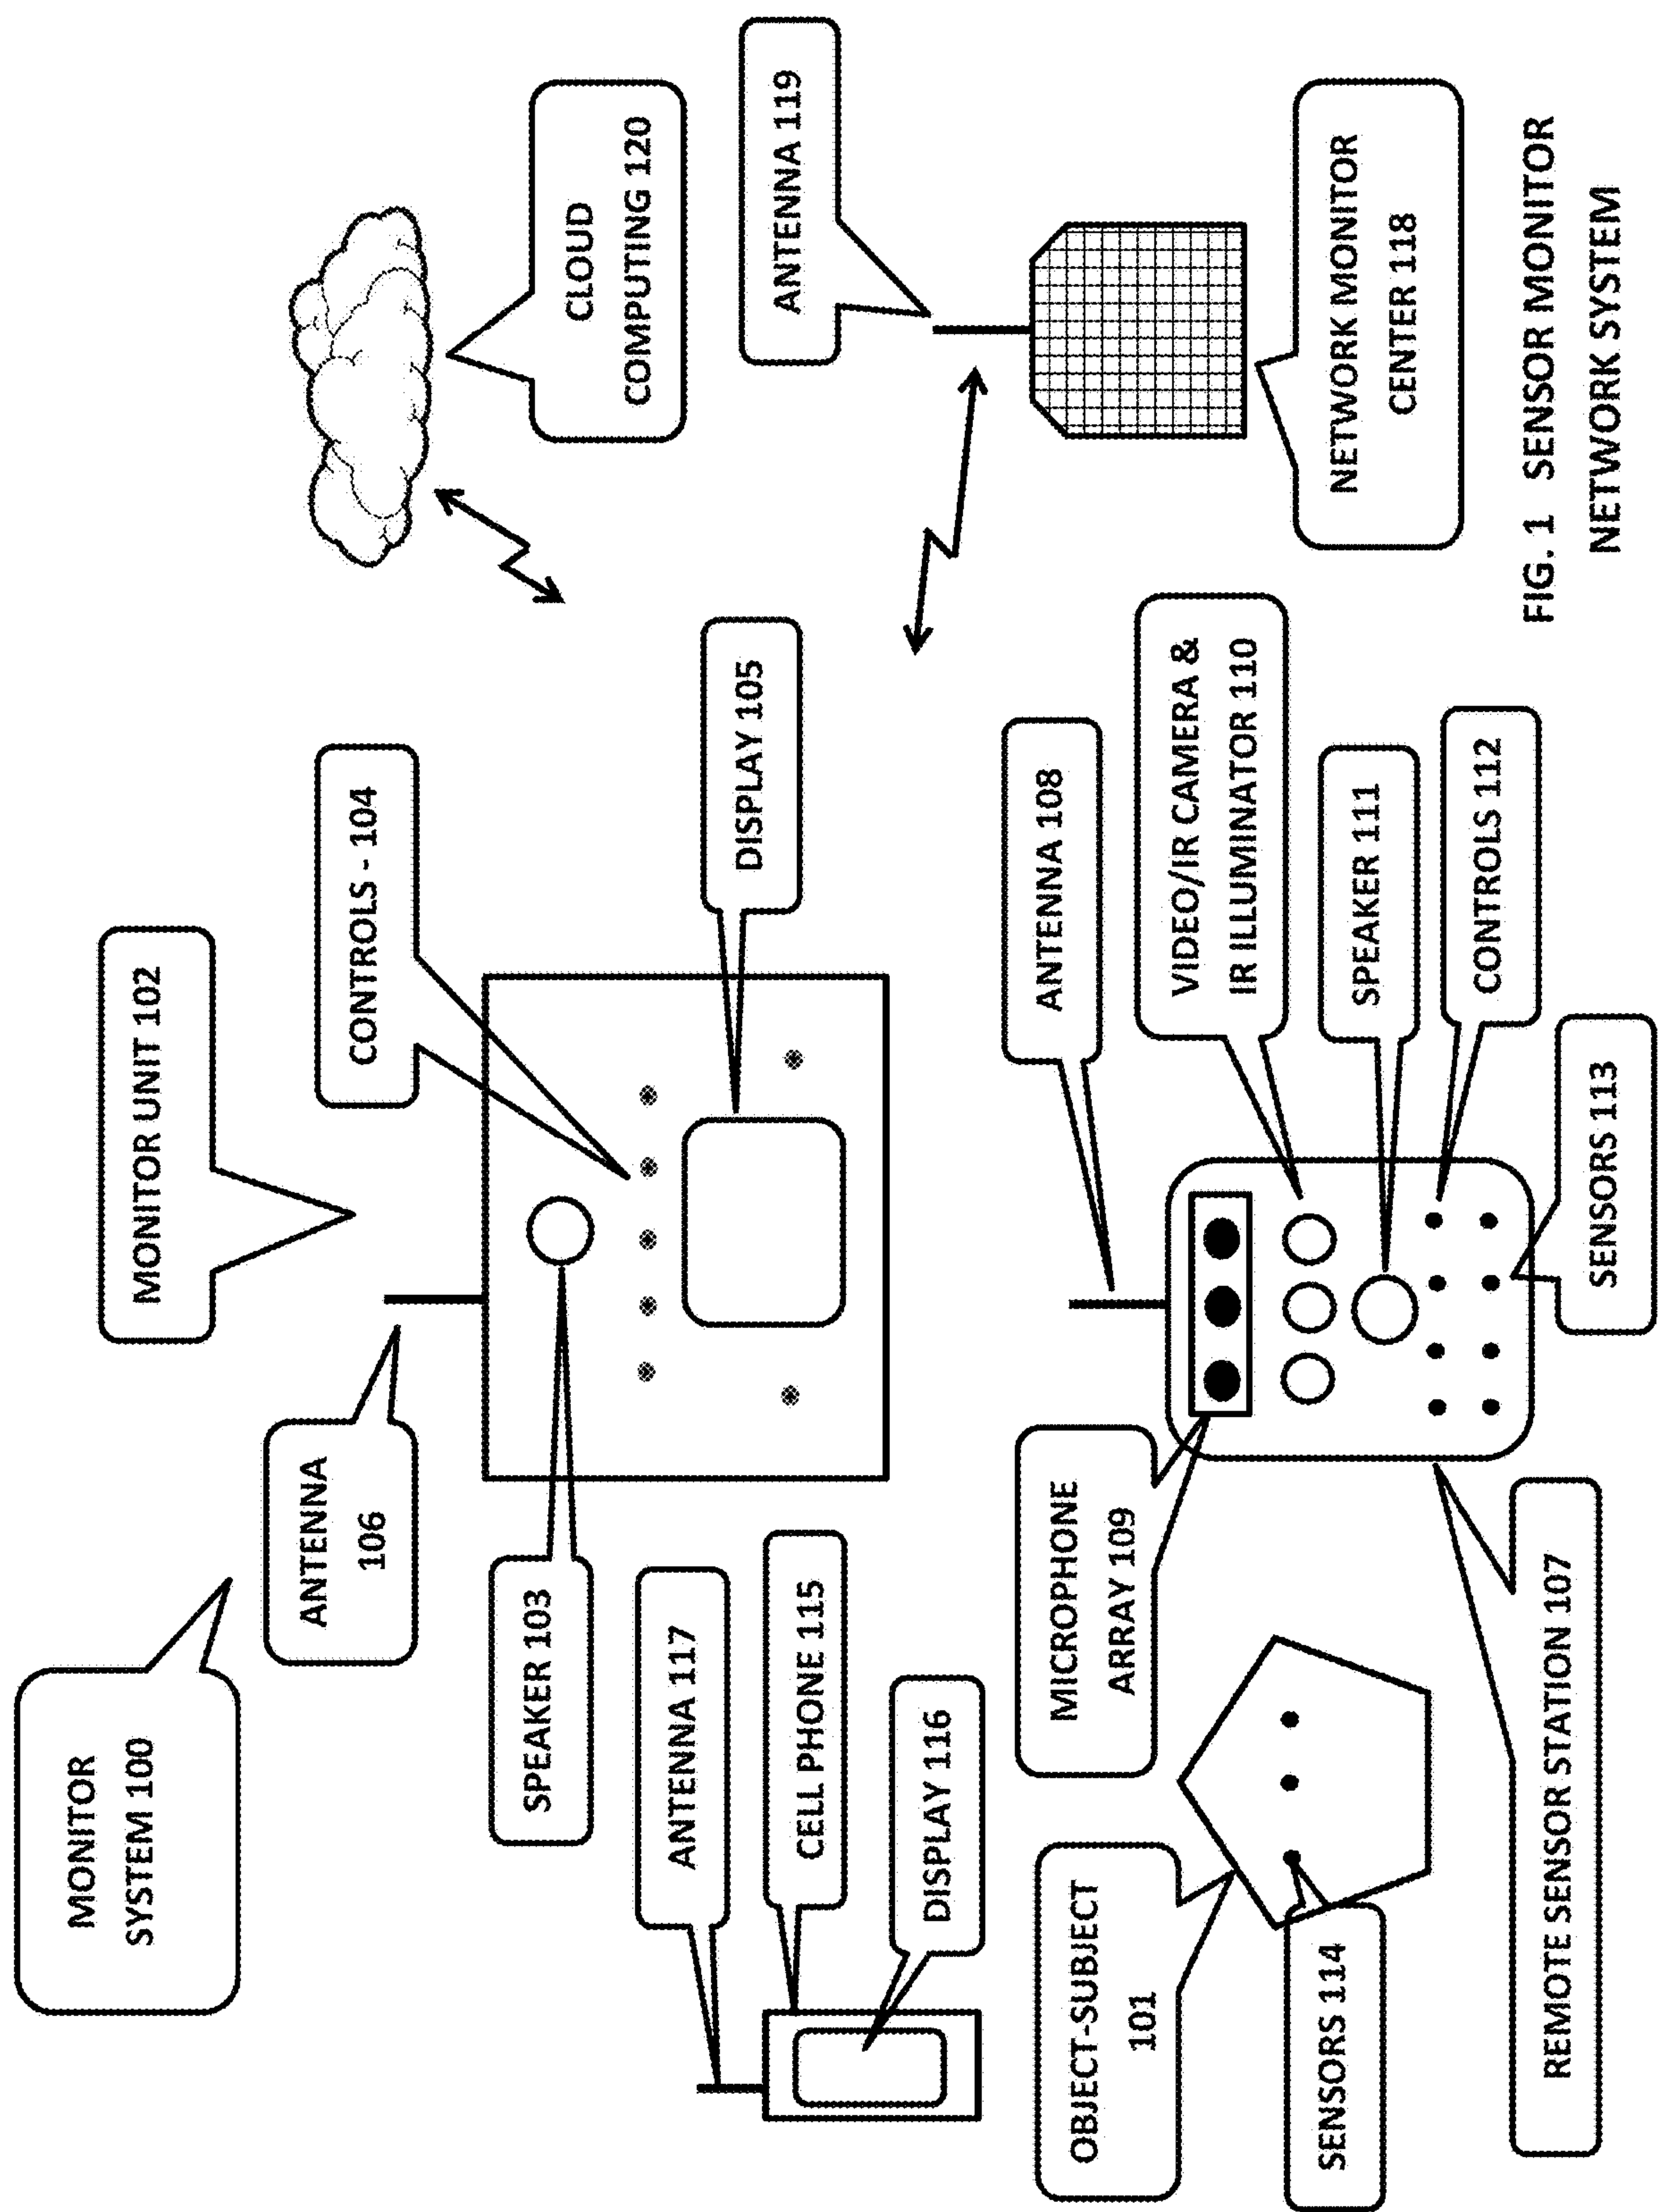 MONITOR
SYSTEM 100
MONITOR UNIT 102
ANTENNA
106
CONTROLS - 104
CLOUD
COMPUTING 120
SPEAKER 103
DISPLAY 105
ANTENNA 117
CELL PHONE 115
DISPLAY 116
ANTENNA 119
OBJECT-SUBJECT
101
MICROPHONE
ARRAY 109
ANTENNA 108
VIDEO/IR CAMERA &
IR ILLUMINATOR 110
SPEAKER 111
CONTROLS 112
SENSORS 113
SENSORS 114
REMOTE SENSOR STATION 107
NETWORK MONITOR
CENTER 118
FIG. 1 SENSOR MONITOR
NETWORK SYSTEM